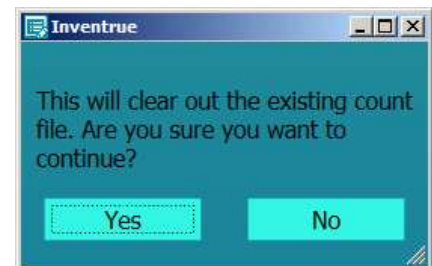 Inventrue
This will clear out the existing count
file. Are you sure you want to
continue?
Yes No